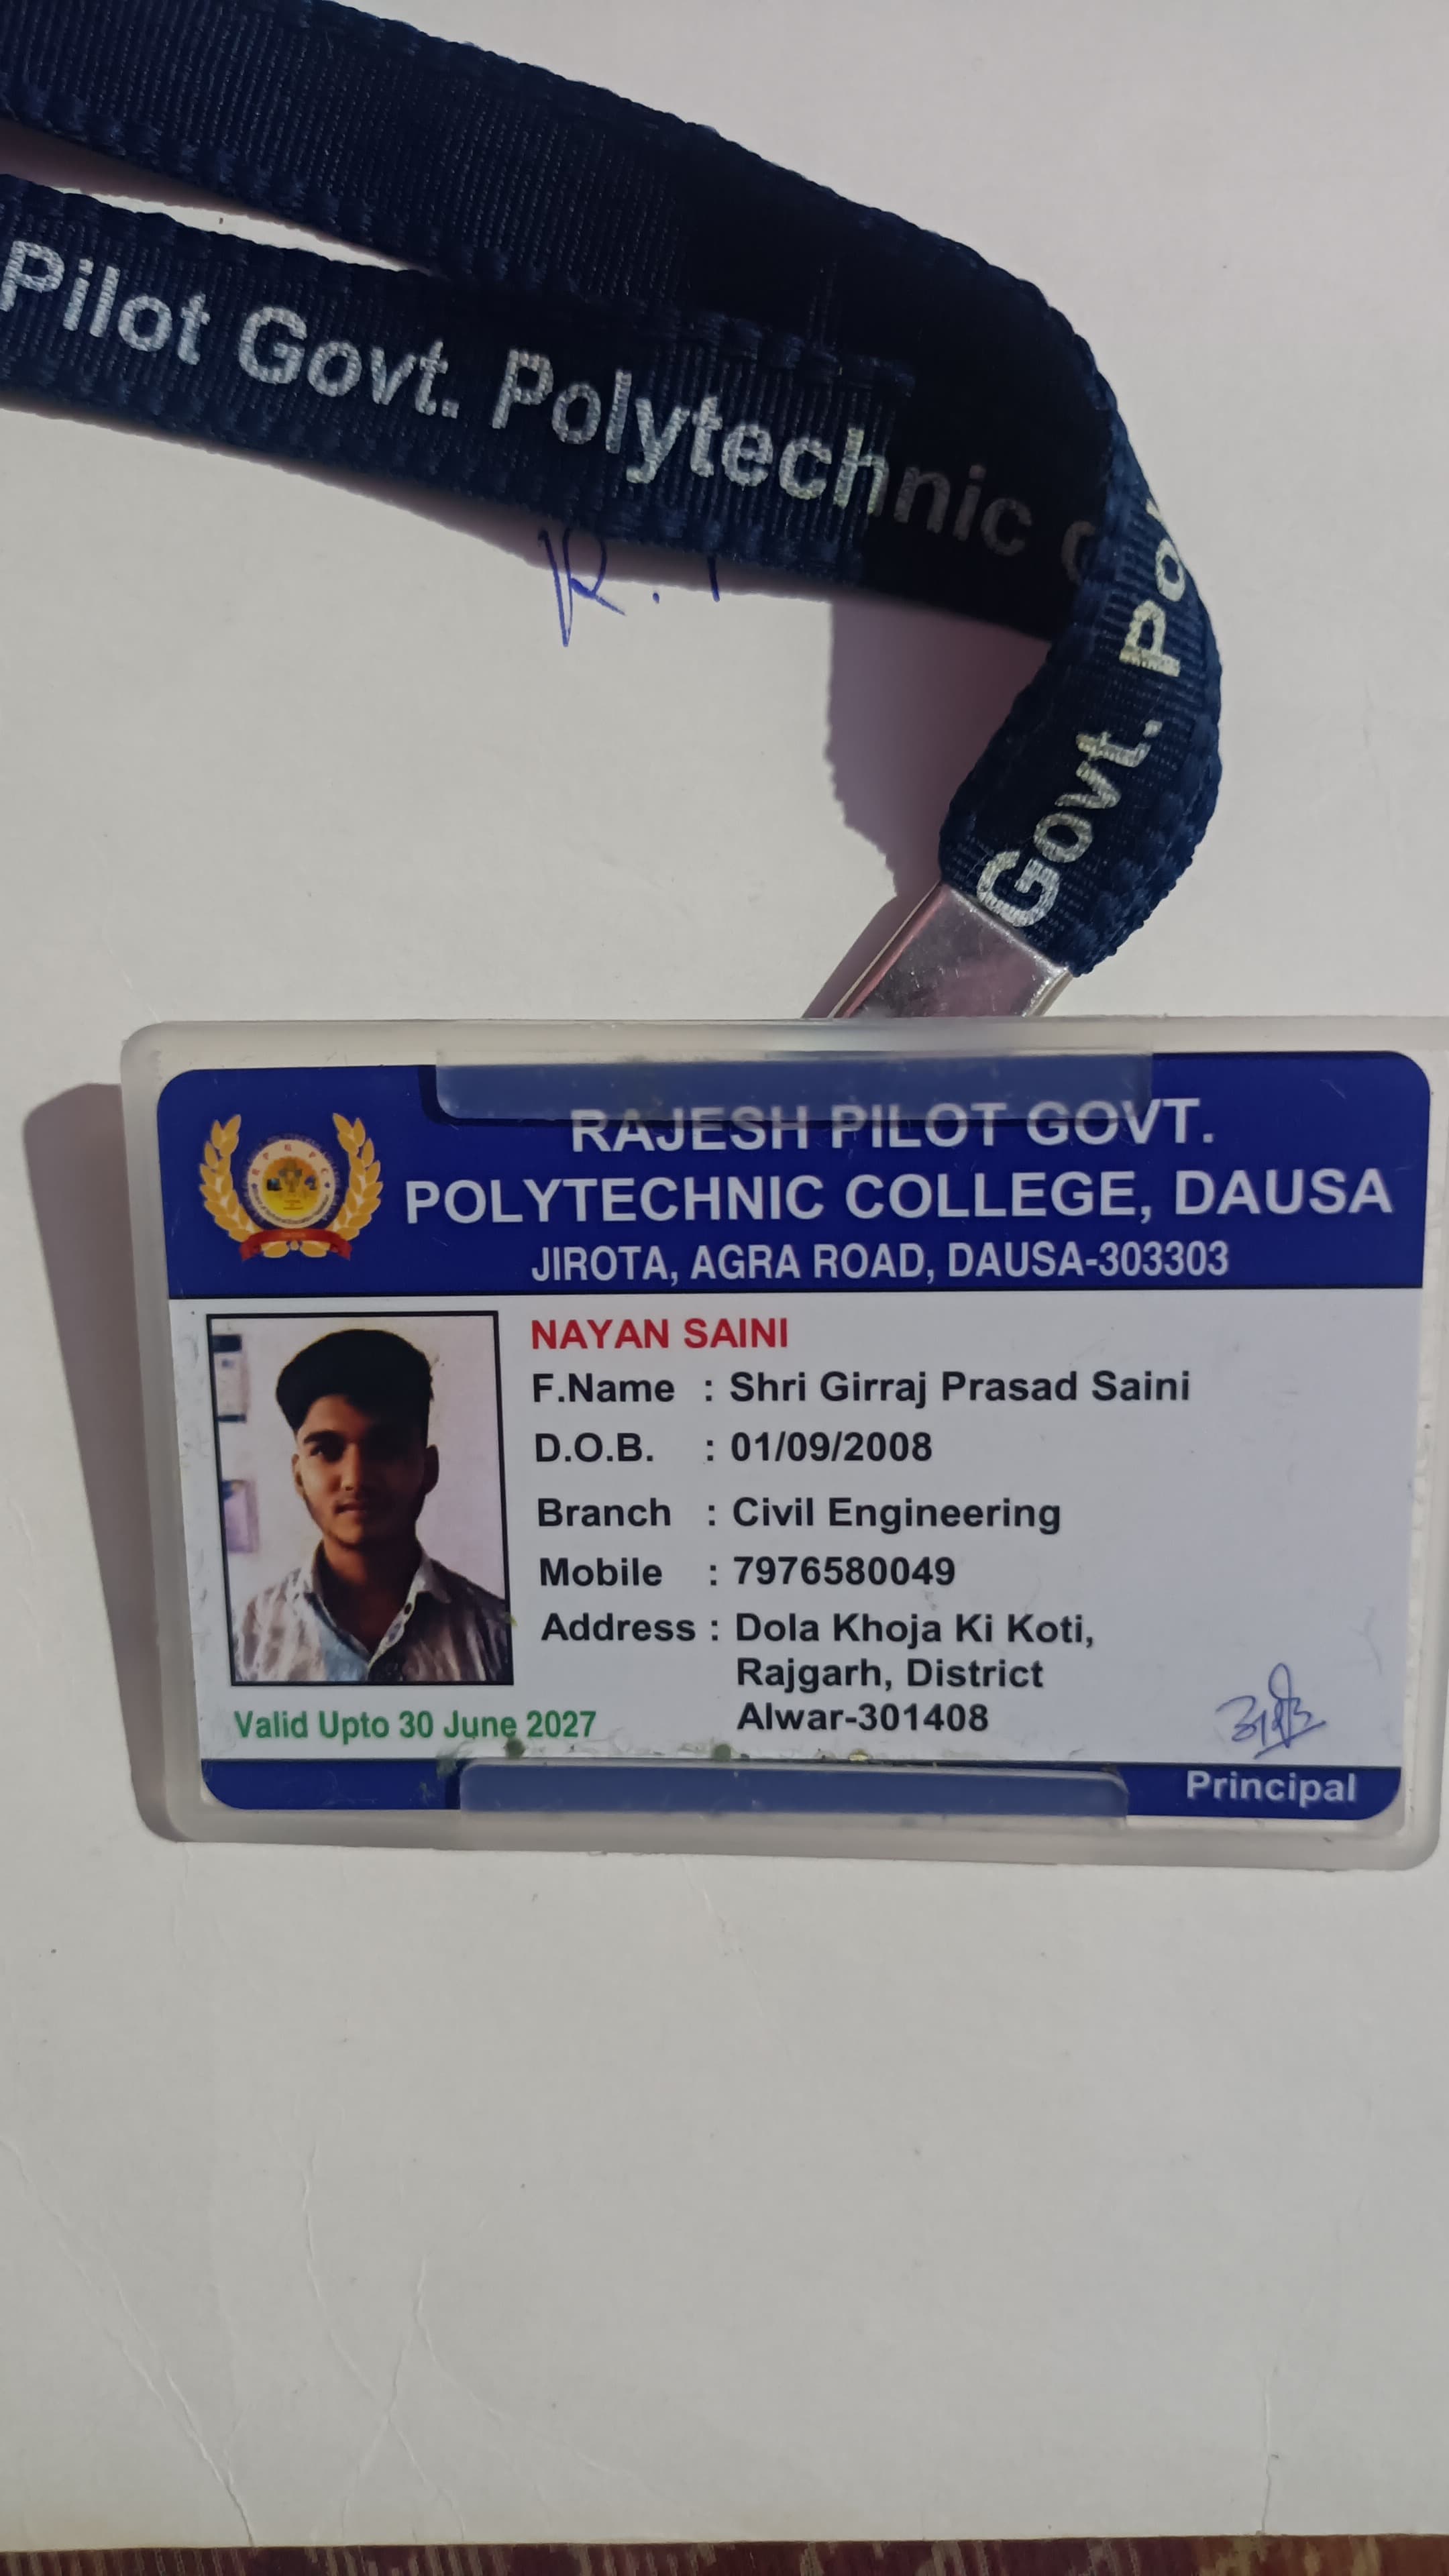 Pilot Govt. Polytechnic
Govt. Po
R.
RAJESH PILOT GOVT.
POLYTECHNIC COLLEGE, DAUSA
JIROTA, AGRA ROAD, DAUSA-303303
NAYAN SAINI
F.Name : Shri Girraj Prasad Saini
D.O.B. : 01/09/2008
Branch : Civil Engineering
Mobile : 7976580049
Address : Dola Khoja Ki Koti,
Rajgarh, District
Alwar-301408
Valid Upto 30 June 2027
Principal